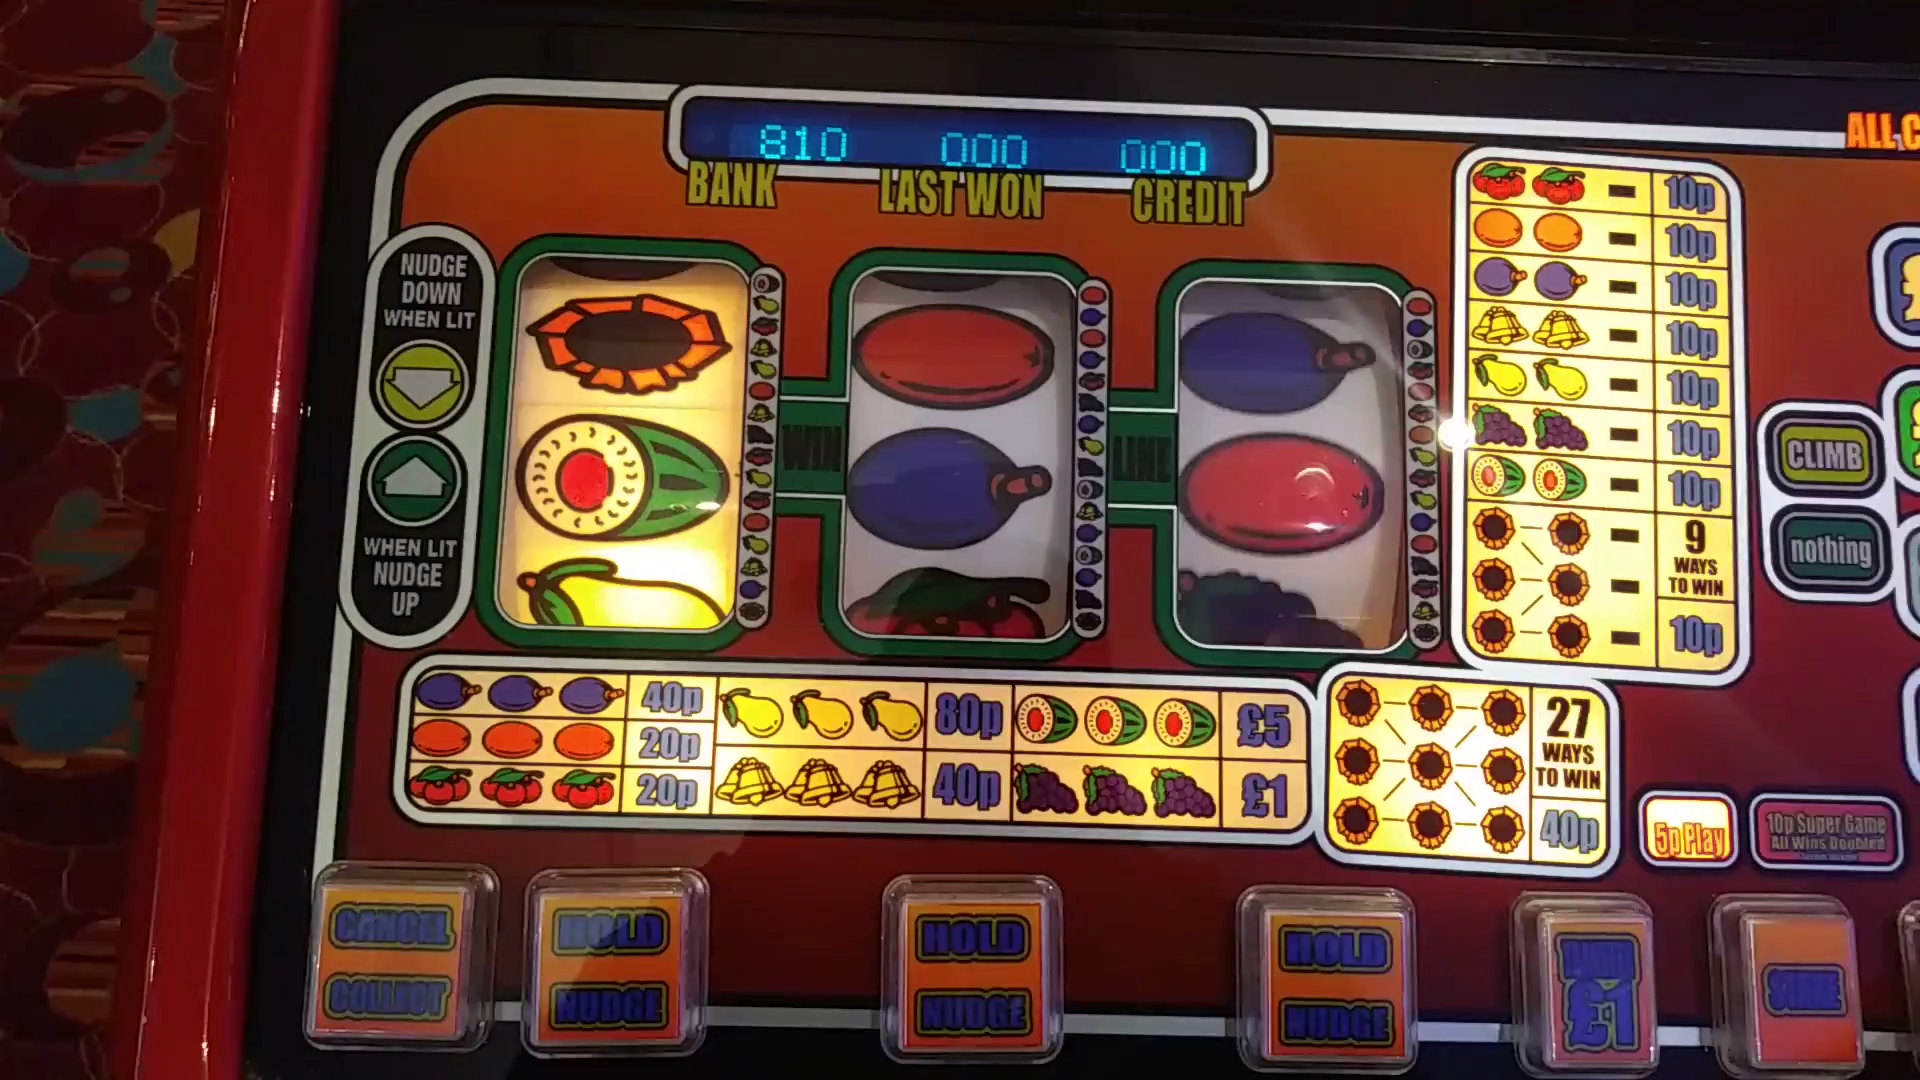 810 000 000
BANK LAST WON CREDIT
ALL C
NUDGE
DOWN
WHEN LIT
WHEN LIT
NUDGE
UP
WIN LINE
10p
10p
10p
10p
10p
10p
10p
9
WAYS
TO WIN
10p
CLIMB
nothing
40p
20p
20p
80p
40p
£5
£1
27
WAYS
TO WIN
40p
5p Play
10p Super Game
All Wins Doubled
CANCEL
COLLECT
HOLD
NUDGE
HOLD
NUDGE
HOLD
NUDGE
£1